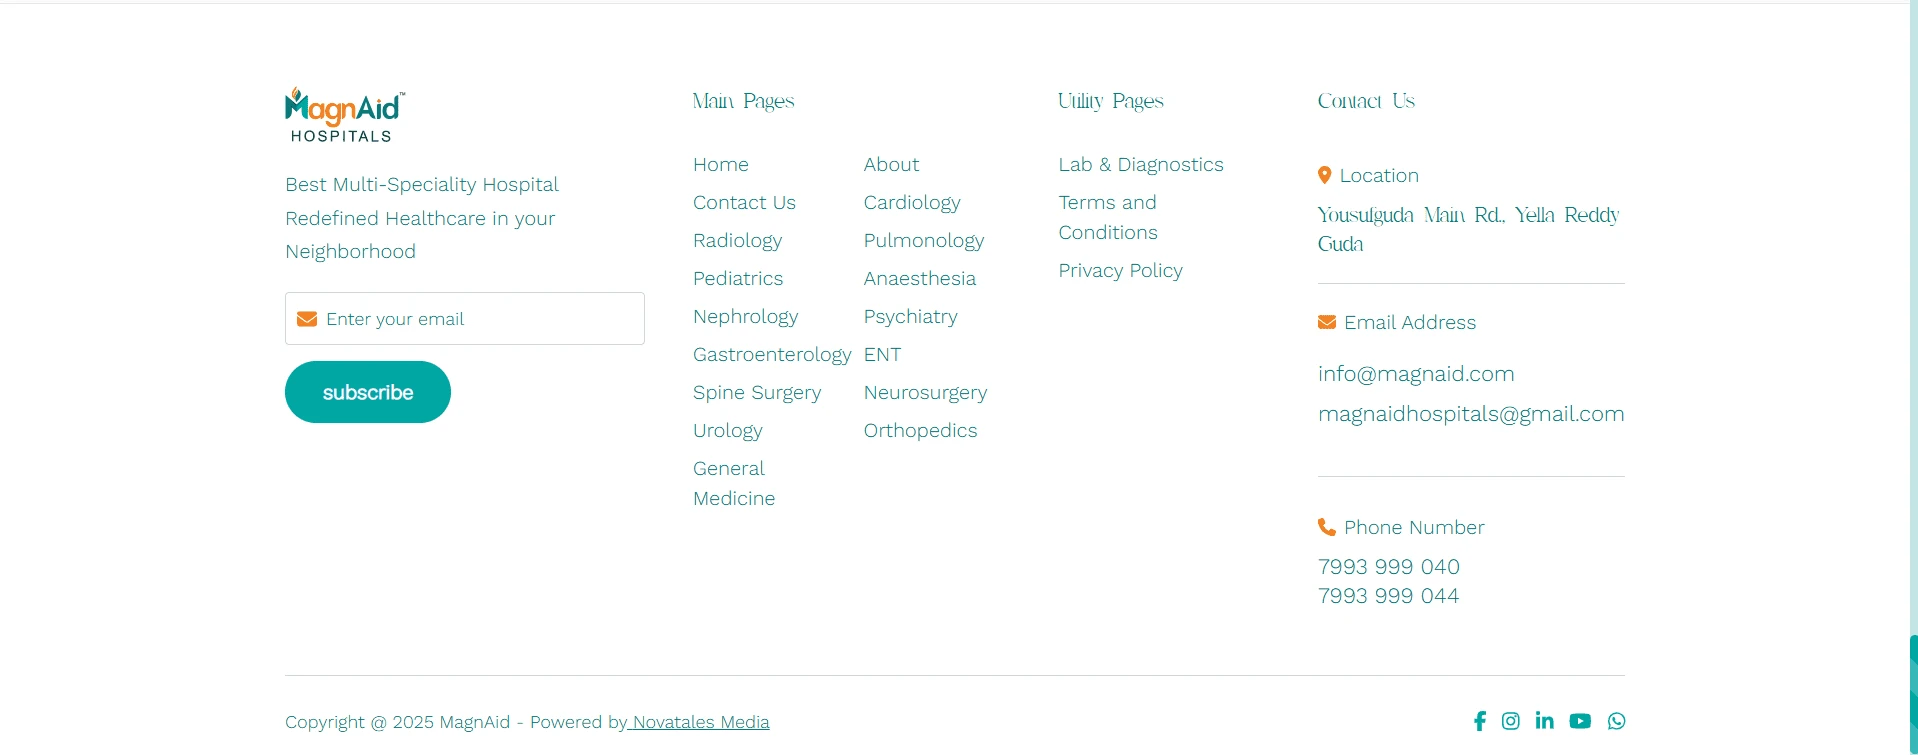 MagnAid™
HOSPITALS
Best Multi-Speciality Hospital
Redefined Healthcare in your
Neighborhood
Enter your email
subscribe
Main Pages
Home
Contact Us
Radiology
Pediatrics
Nephrology
Gastroenterology
Spine Surgery
Urology
General
Medicine
About
Cardiology
Pulmonology
Anaesthesia
Psychiatry
ENT
Neurosurgery
Orthopedics
Utility Pages
Lab & Diagnostics
Terms and
Conditions
Privacy Policy
Contact Us
Location
Yousufguda Main Rd., Yella Reddy
Guda
Email Address
info@magnaid.com
magnaidhospitals@gmail.com
Phone Number
7993 999 040
7993 999 044
Copyright @ 2025 MagnAid - Powered by Novatales Media